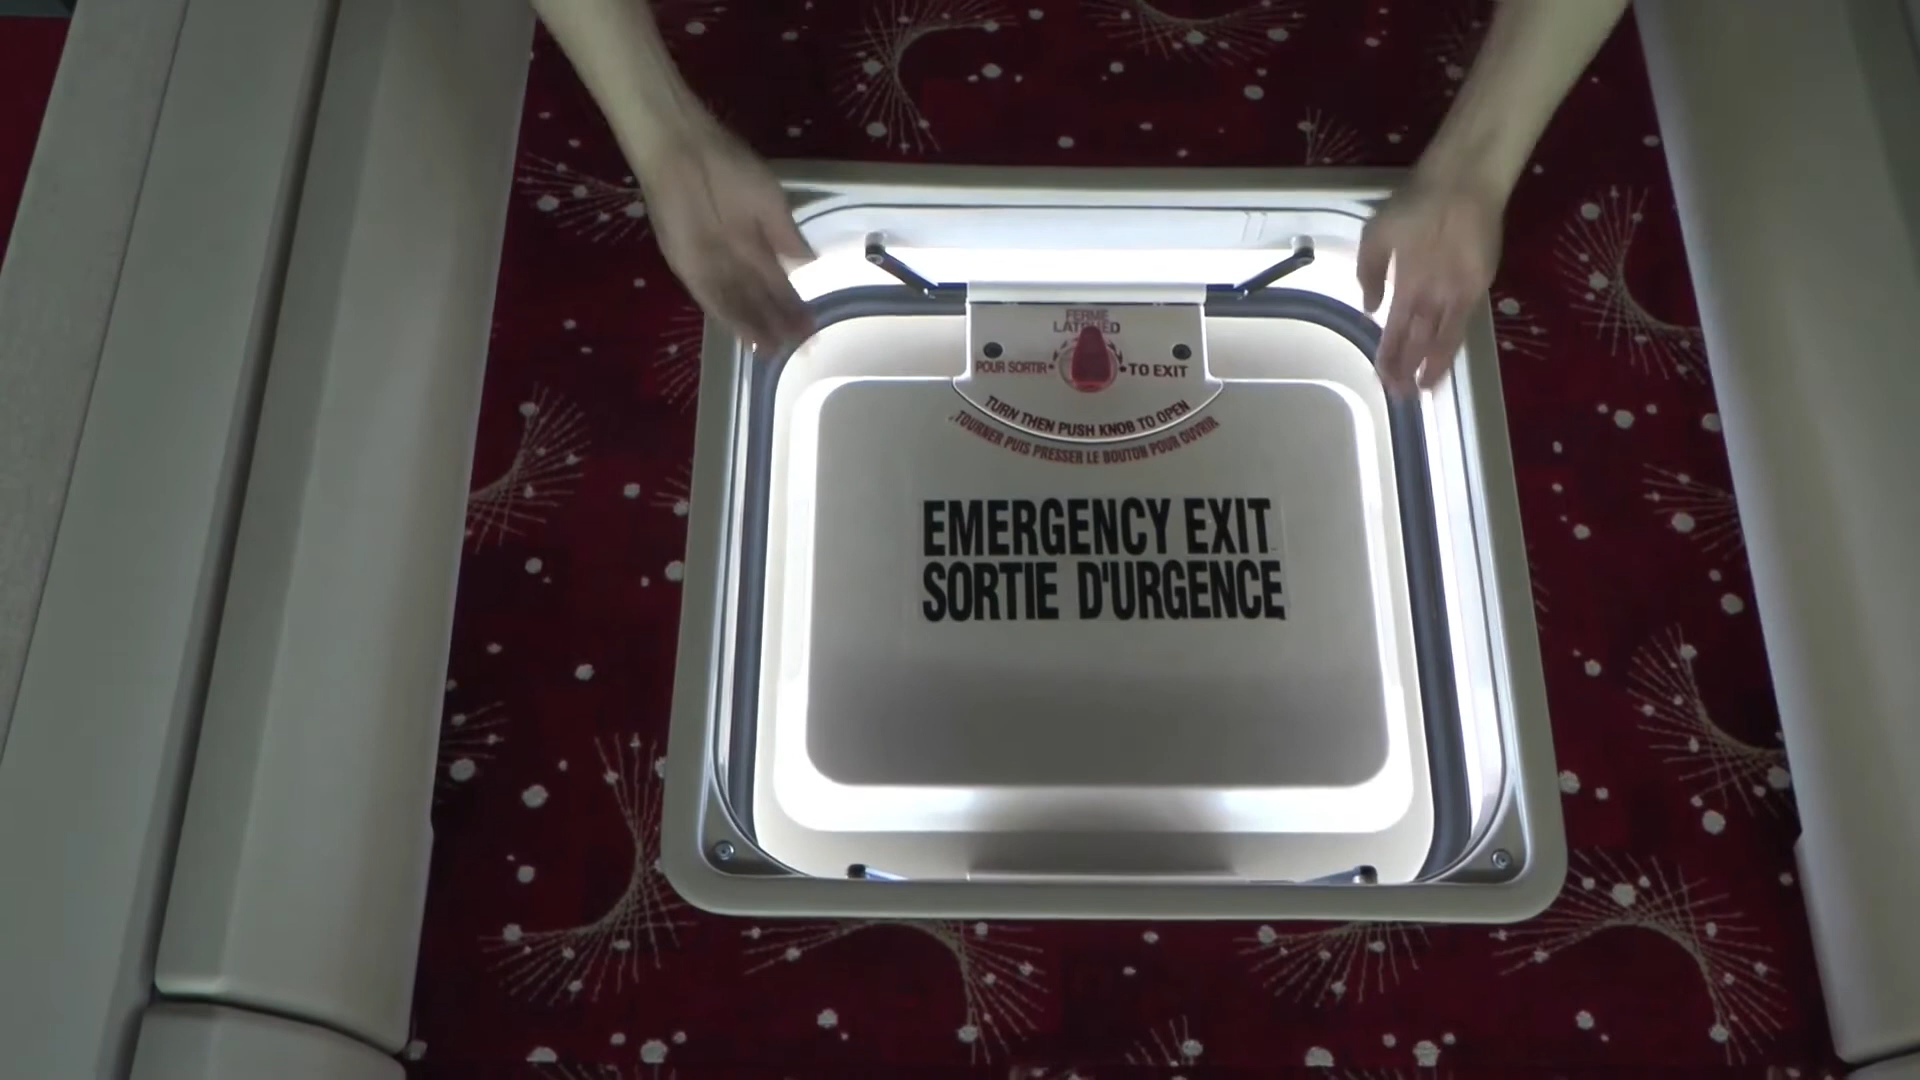 FERMÉ
LATCHED
POUR SORTIR
TO EXIT
TURN THEN PUSH KNOB TO OPEN
TOURNER PUIS PRESSER LE BOUTON POUR OUVRIR
EMERGENCY EXIT
SORTIE D'URGENCE